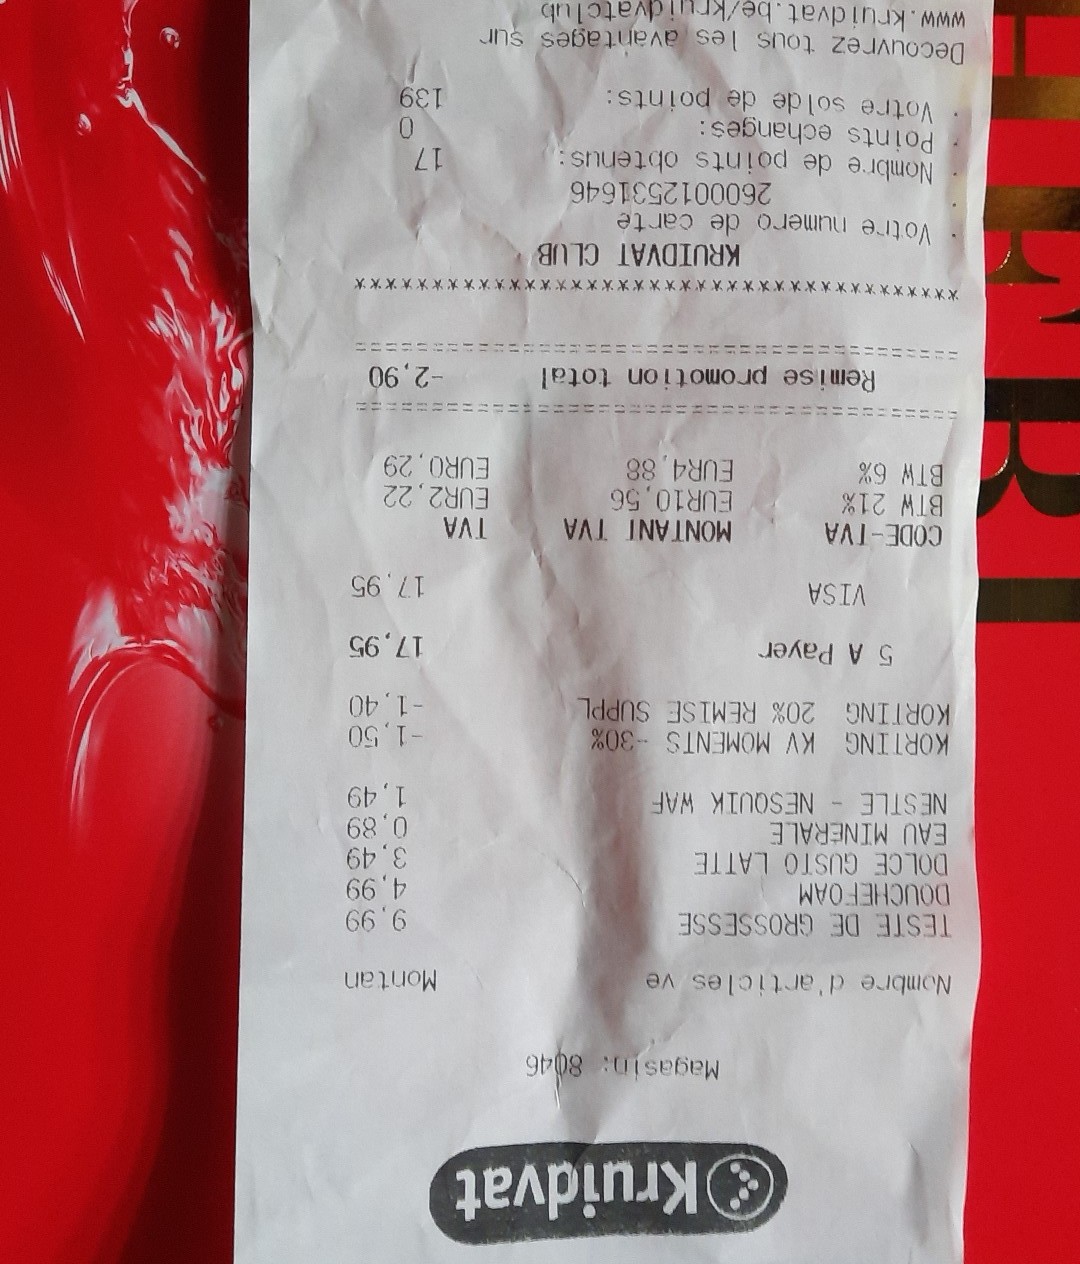 Kruidvat
Magasin: 8046
Nombre d'articles ve Montan
TESTE DE GROSSESSE 9,99
DOUCHEFOAM 4,99
DOLCE GUSTO LATTE 3,49
EAU MINERALE 0,89
NESTLE - NESQUIK WAF 1,49
KORTING KV MOMENTS -30% -1,50
KORTING 20% REMISE SUPPL -1,40
5 A Payer 17,95
VISA 17,95
CODE-TVA MONTANT TVA TVA
BTW 21% EUR10,56 EUR2,22
BTW 6% EUR4,88 EUR0,29
========================================
Remise promotion total -2,90
========================================
****************************************
KRUIDVAT CLUB
. Votre numero de carte
. 2600012531646
. Nombre de points obtenus: 17
. Points echanges: 0
. Votre solde de points: 139
Decouvrez tous les avantages sur
www.kruidvat.be/kruidvatclub